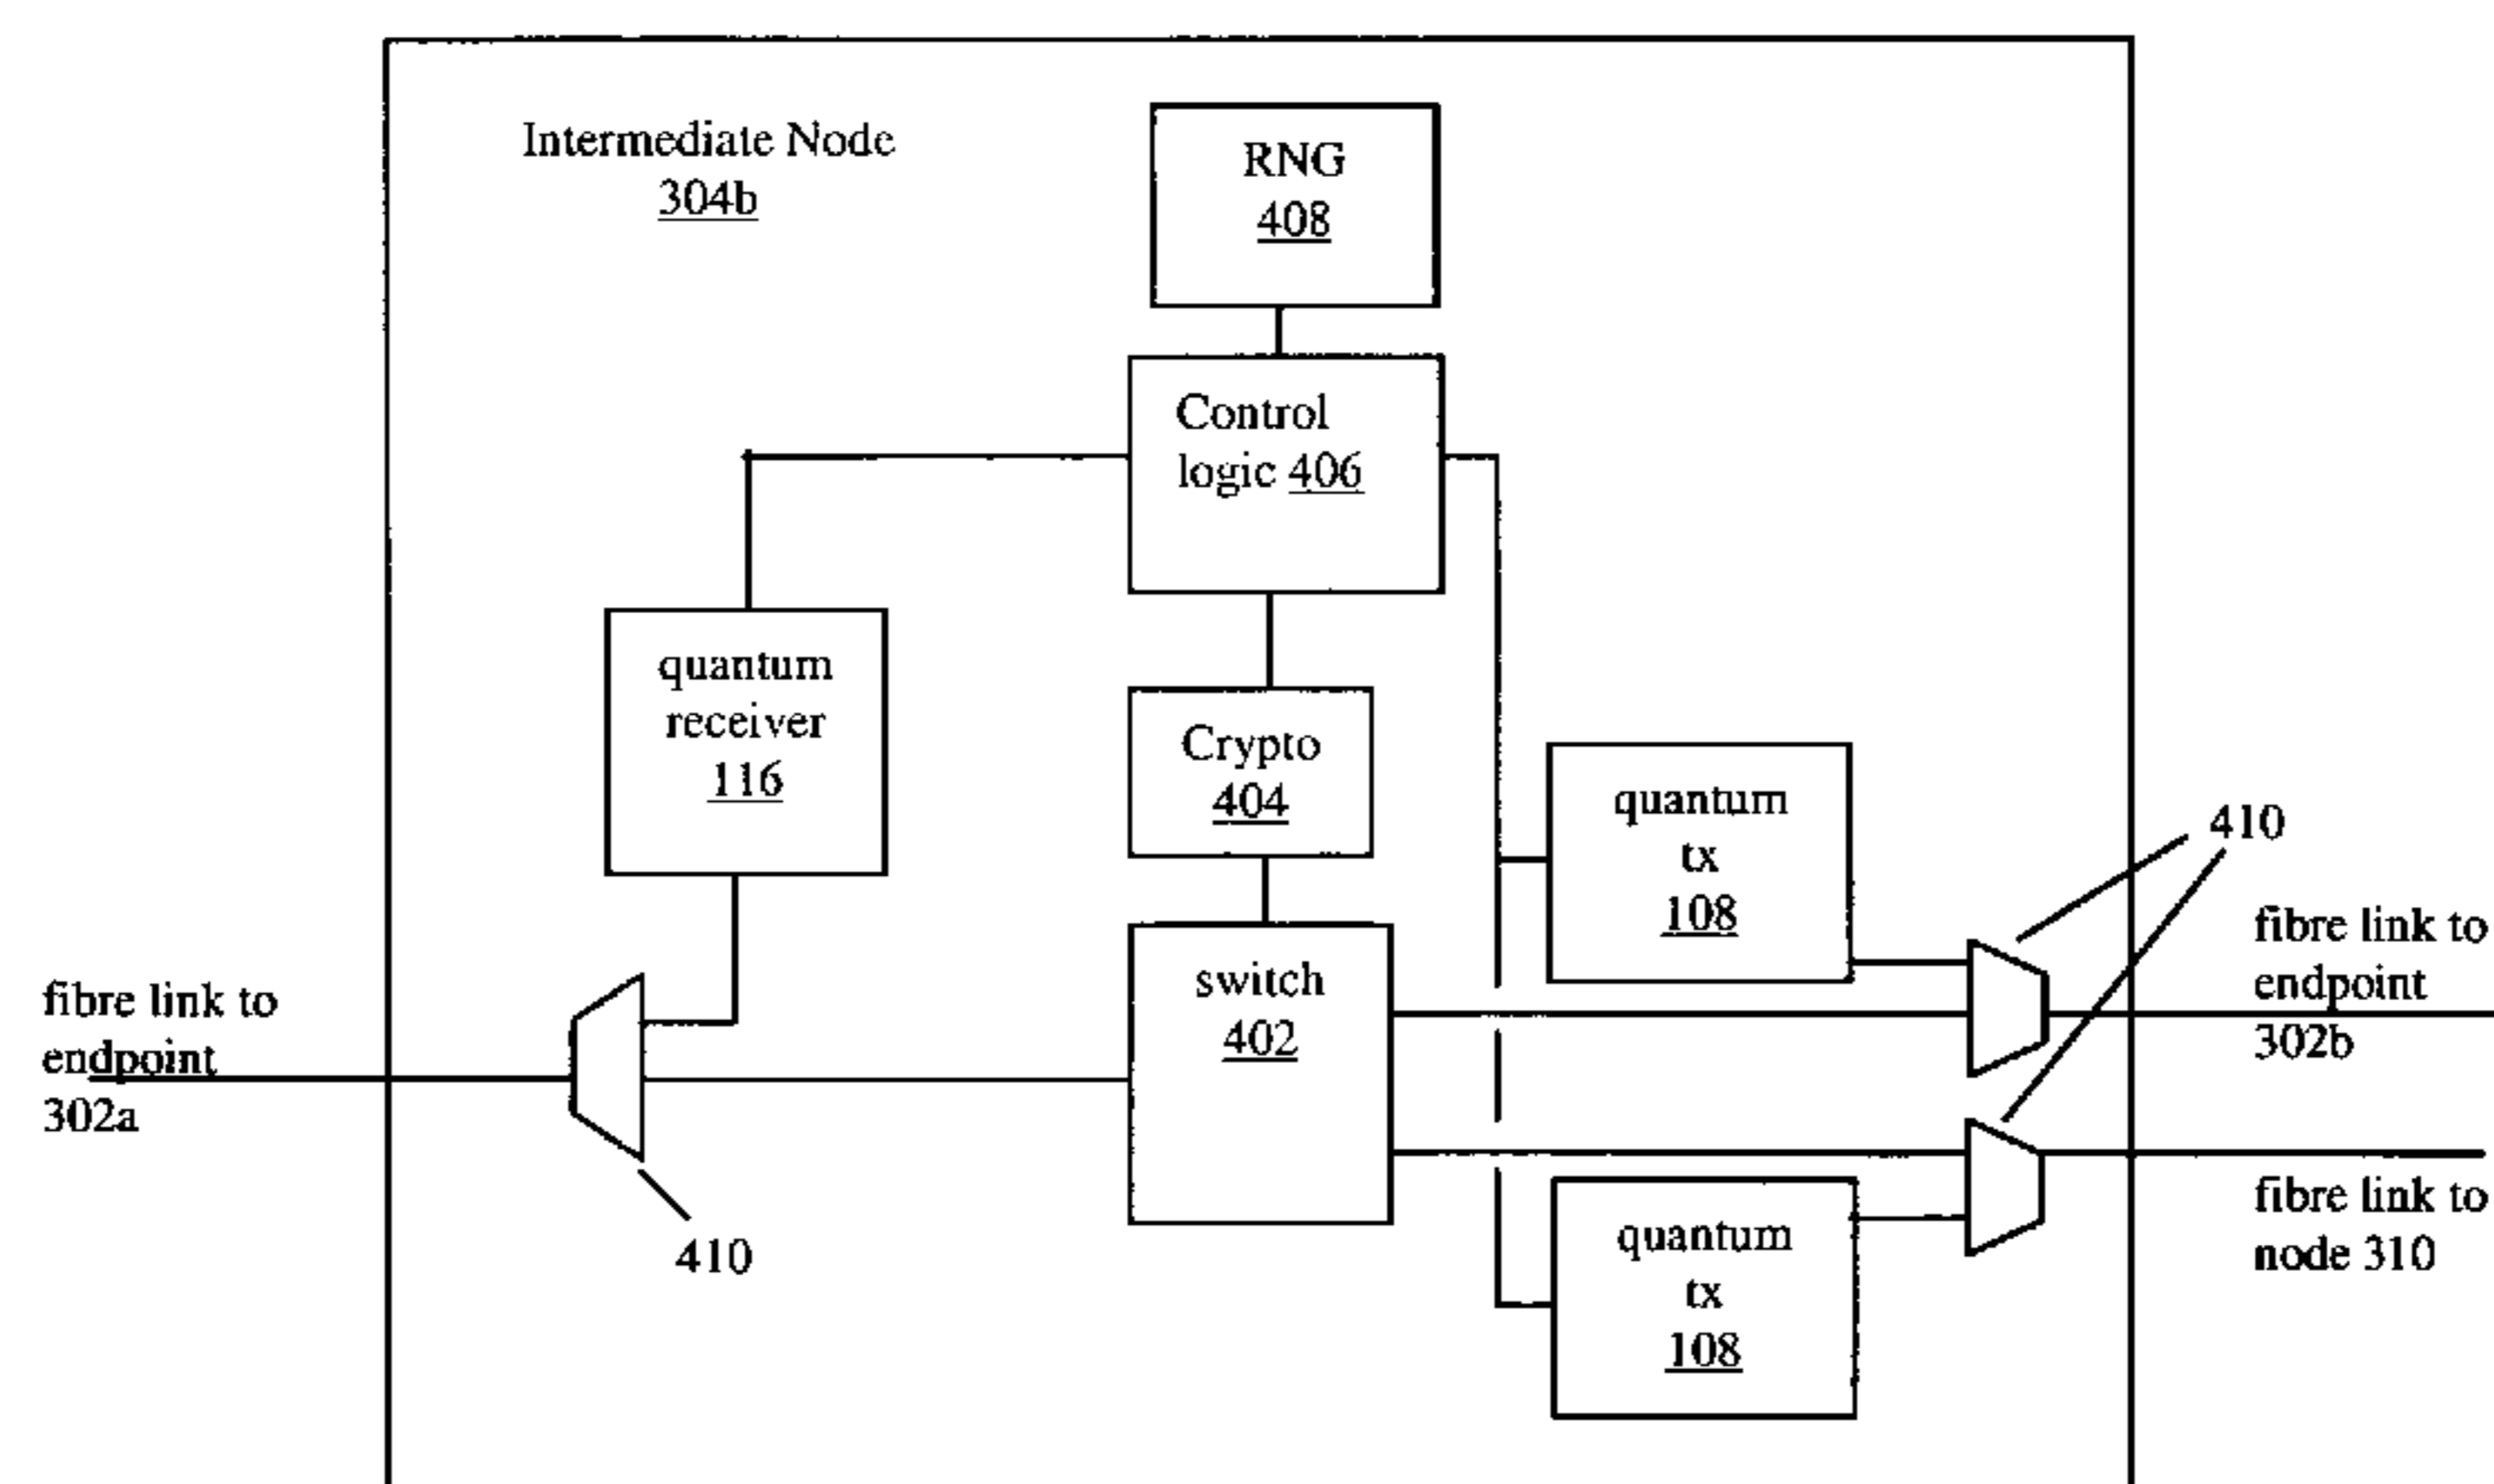 Intermediate Node
304b
RNG
408
Control
logic 406
quantum
receiver
116
Crypto
404
quantum
tx
108
410
switch
402
fibre link to
endpoint
302a
fibre link to
endpoint
302b
410
quantum
tx
108
fibre link to
node 310